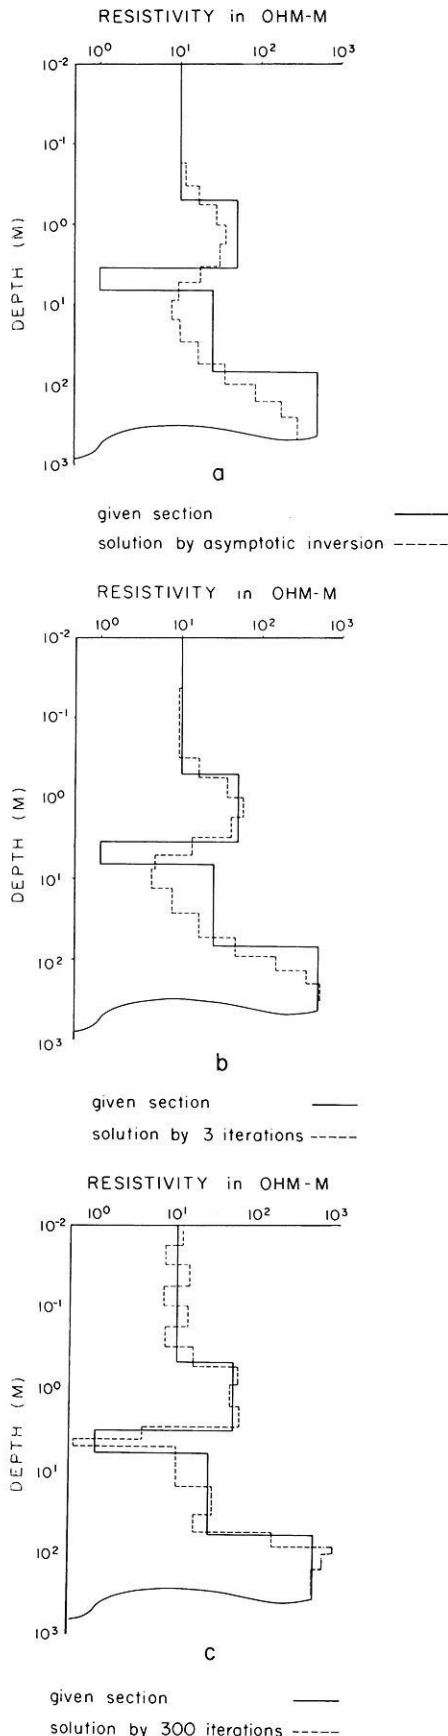 RESISTIVITY in OHM-M
10⁰ 10¹ 10² 10³
10⁻²
10⁻¹
10⁰
10¹
10²
10³
DEPTH (M)
a
given section
solution by asymptotic inversion
RESISTIVITY in OHM-M
10⁰ 10¹ 10² 10³
10⁻²
10⁻¹
10⁰
10¹
10²
10³
DEPTH (M)
b
given section
solution by 3 iterations
RESISTIVITY in OHM-M
10⁰ 10¹ 10² 10³
10⁻²
10⁻¹
10⁰
10¹
10²
10³
DEPTH (M)
c
given section
solution by 300 iterations